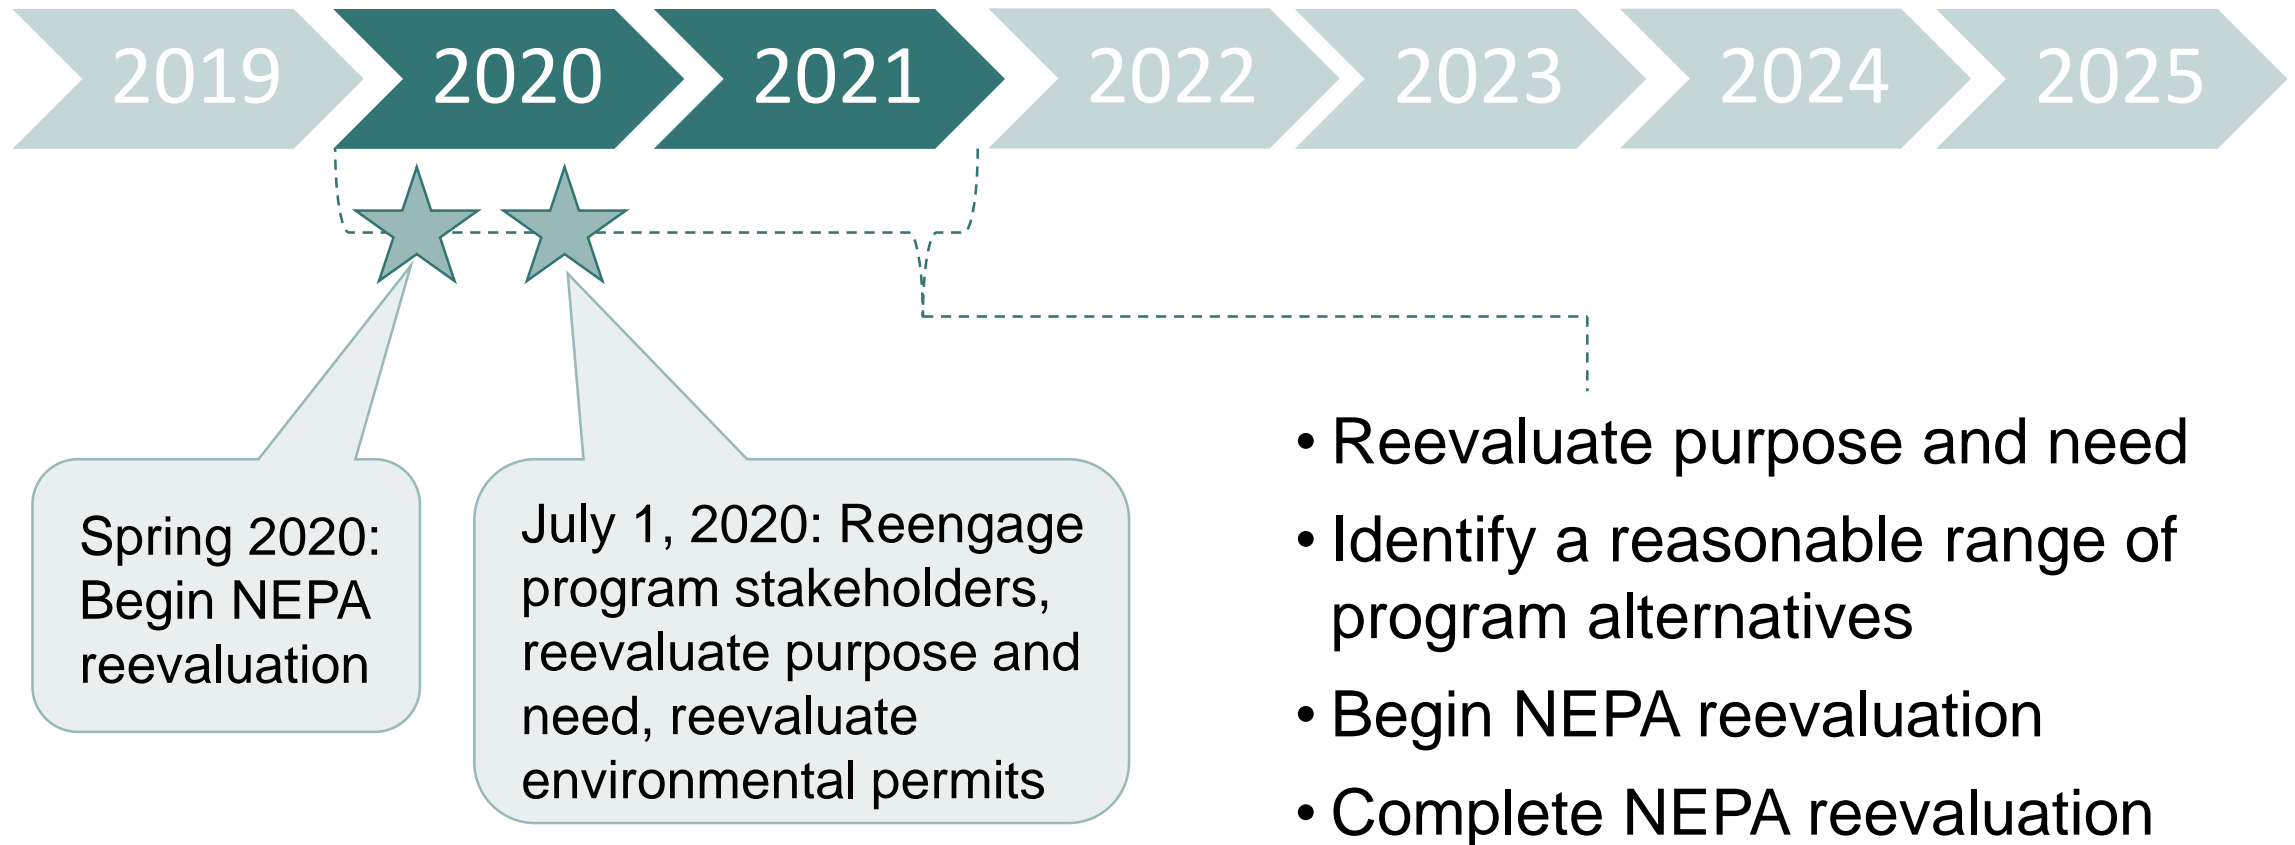 2019 2020 2021 2022 2023 2024 2025
Spring 2020:
Begin NEPA
reevaluation
July 1, 2020: Reengage
program stakeholders,
reevaluate purpose and
need, reevaluate
environmental permits
• Reevaluate purpose and need
• Identify a reasonable range of
program alternatives
• Begin NEPA reevaluation
• Complete NEPA reevaluation